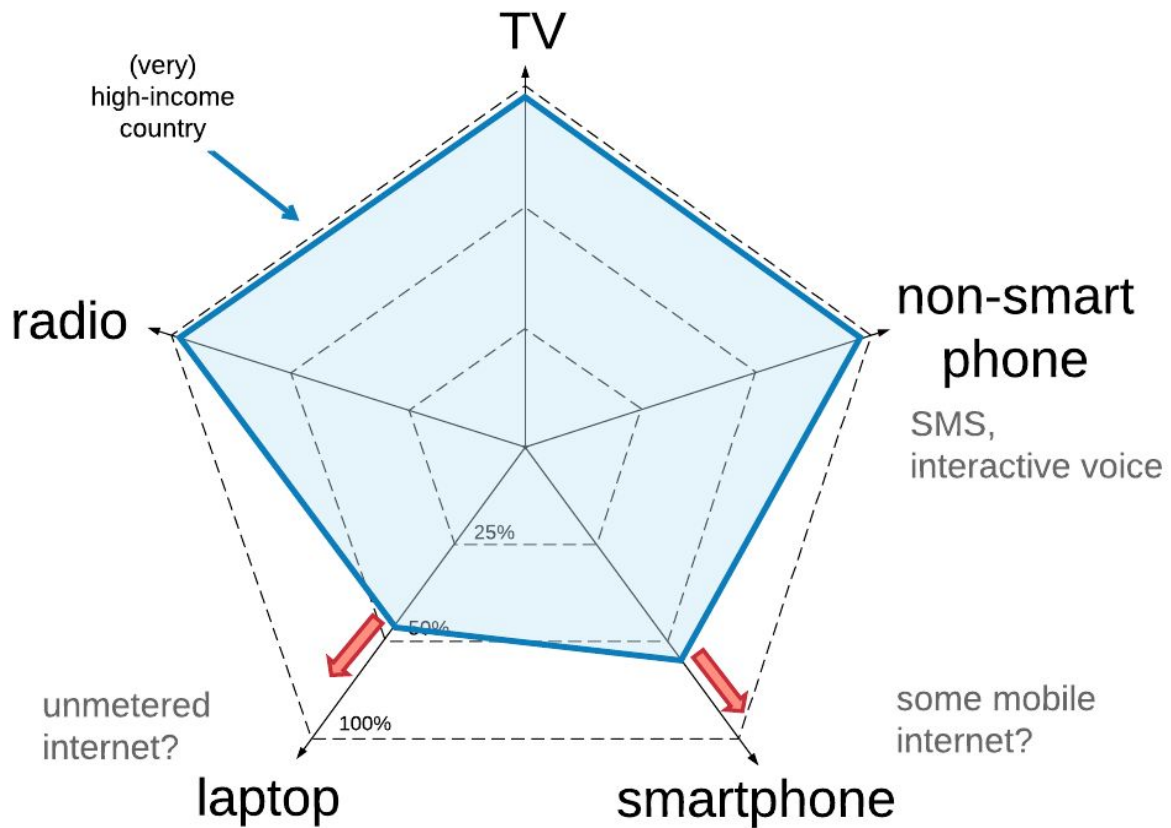 TV
(very)
high-income
country
radio
non-smart
phone
SMS,
interactive voice
25%
50%
unmetered
internet?
100%
some mobile
internet?
laptop
smartphone